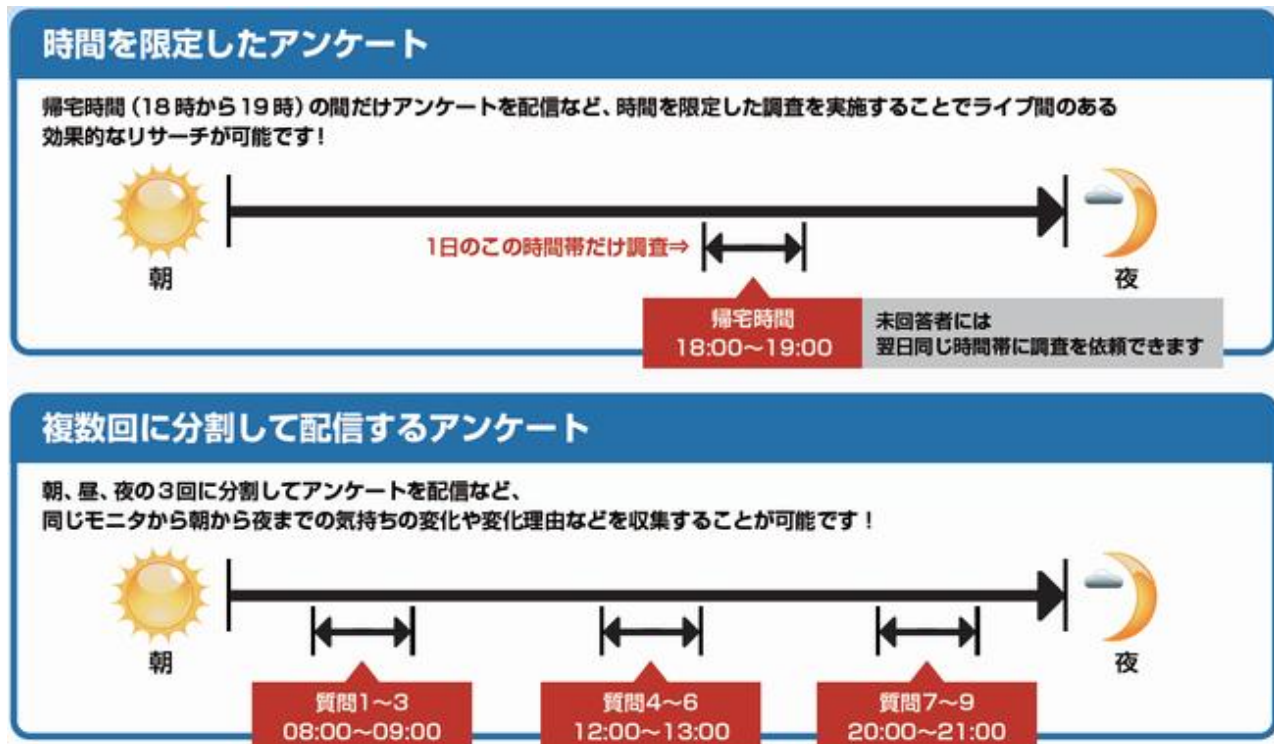 時間を限定したアンケート
帰宅時間(18時から19時)の間だけアンケートを配信など、時間を限定した調査を実施することでライブ間のある
効果的なリサーチが可能です!
1日のこの時間帯だけ調査⇒
朝
夜
帰宅時間
18:00〜19:00
未回答者には
翌日同じ時間帯に調査を依頼できます
複数回に分割して配信するアンケート
朝、昼、夜の3回に分割してアンケートを配信など、
同じモニタから朝から夜までの気持ちの変化や変化理由などを収集することが可能です!
朝
夜
質問1〜3
08:00〜09:00
質問4〜6
12:00〜13:00
質問7〜9
20:00〜21:00